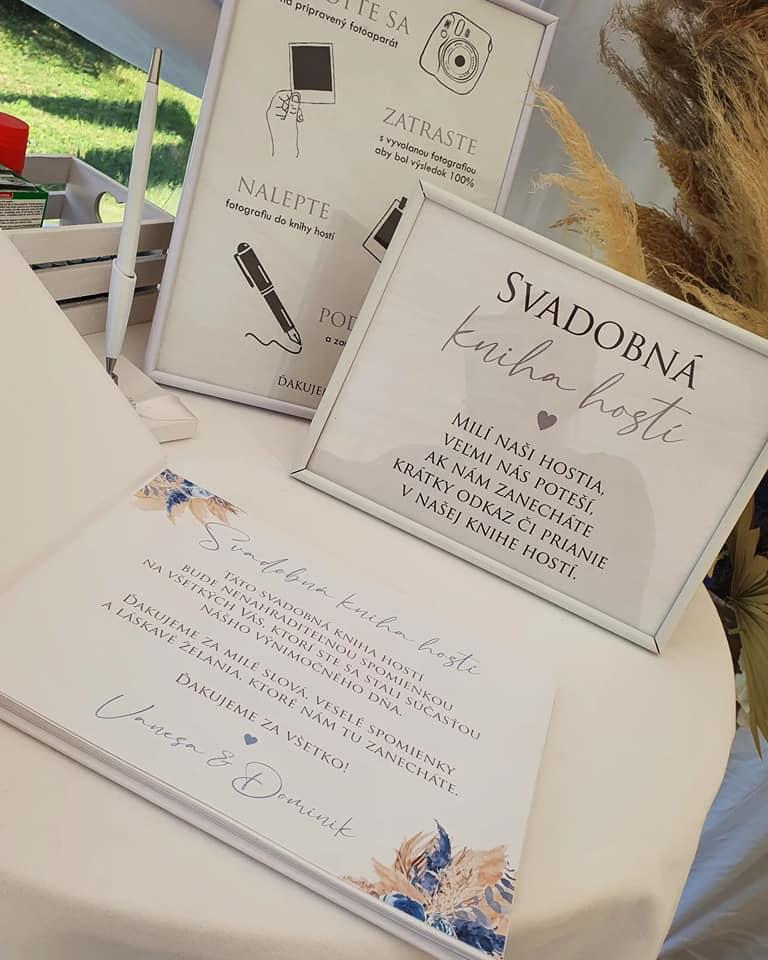 na pripravený fotoaparát
ZATRASTE
s vyvolanou fotografiou
aby bol výsledok 100%
NALEPTE
fotografiu do knihy hostí
SVADOBNÁ
kniha hostí
MILÍ NAŠI HOSTIA,
VEĽMI NÁS POTEŠÍ,
AK NÁM ZANECHÁTE
KRÁTKY ODKAZ ČI PRIANIE
V NAŠEJ KNIHE HOSTÍ.
Svadobná kniha hostí
TÁTO SVADOBNÁ KNIHA HOSTÍ
BUDE NENAHRADITEĽNOU SPOMIENKOU
NA VŠETKÝCH VÁS, KTORÍ STE SA STALI SÚČASŤOU
NÁŠHO VÝNIMOČNÉHO DŇA.
ĎAKUJEME ZA MILÉ SLOVÁ, VESELÉ SPOMIENKY
A LÁSKAVÉ ŽELANIA, KTORÉ NÁM TU ZANECHÁTE.
ĎAKUJEME ZA VŠETKO!
Vanesa & Dominik